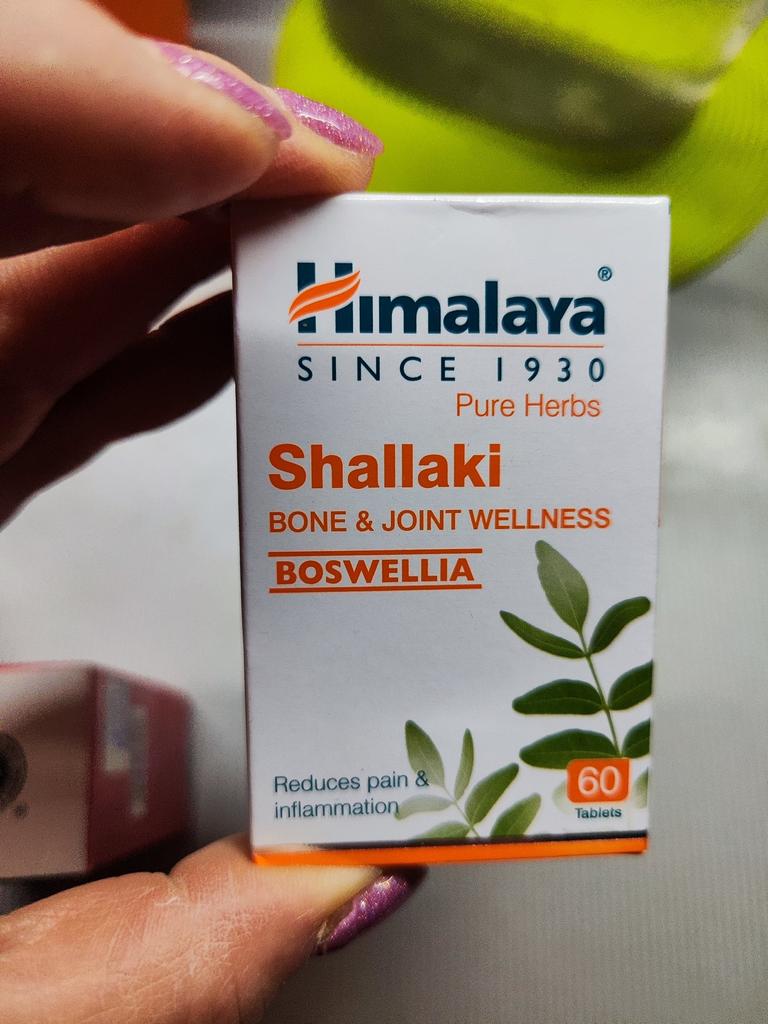 Himalaya®
SINCE 1930
Pure Herbs
Shallaki
BONE & JOINT WELLNESS
BOSWELLIA
Reduces pain &
inflammation
60
Tablets